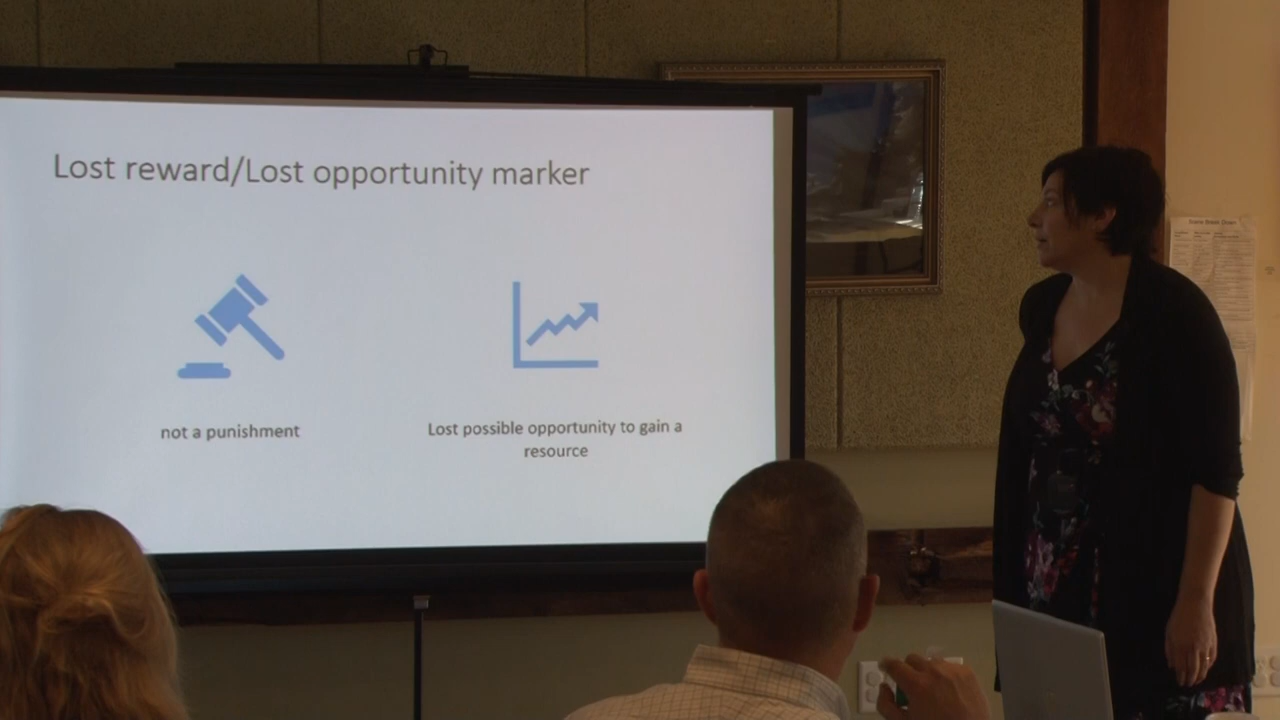 Lost reward/Lost opportunity marker
not a punishment
Lost possible opportunity to gain a
resource